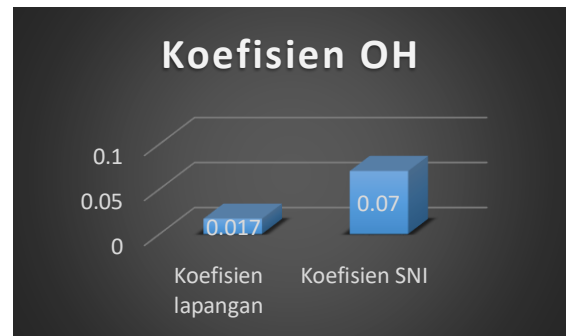 Koefisien OH
0.1
0.05
0
0.017
0.07
Koefisien
lapangan
Koefisien SNI